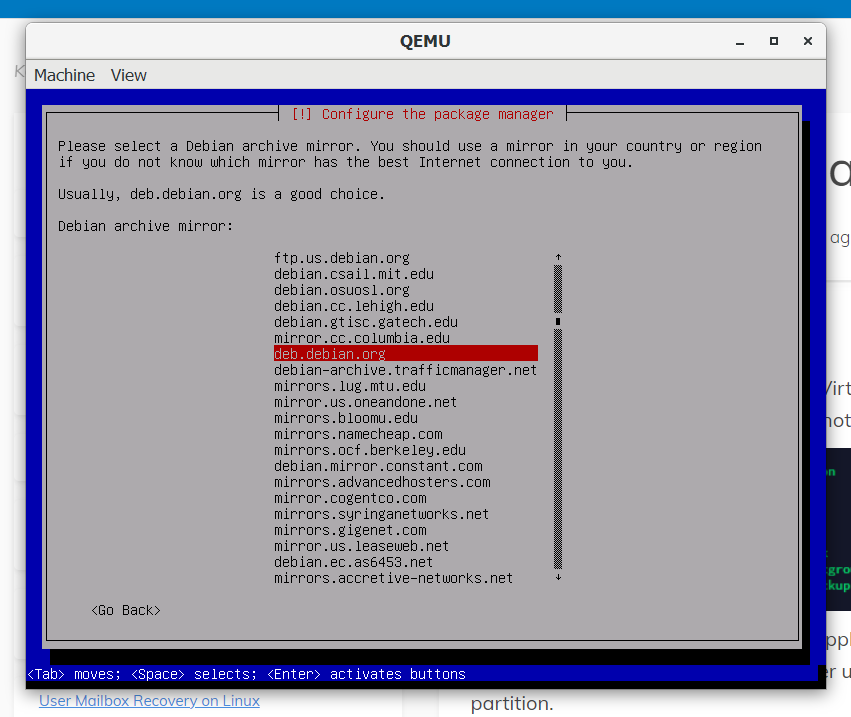 QEMU
Machine View
[!] Configure the package manager
Please select a Debian archive mirror. You should use a mirror in your country or region
if you do not know which mirror has the best Internet connection to you.
Usually, deb.debian.org is a good choice.
Debian archive mirror:
ftp.us.debian.org
debian.csail.mit.edu
debian.osuosl.org
debian.cc.lehigh.edu
debian.gtisc.gatech.edu
mirror.cc.columbia.edu
deb.debian.org
debian-archive.trafficmanager.net
mirrors.lug.mtu.edu
mirror.us.oneandone.net
mirrors.bloomu.edu
mirrors.namecheap.com
mirrors.ocf.berkeley.edu
debian.mirror.constant.com
mirrors.advancedhosters.com
mirror.cogentco.com
mirrors.syringanetworks.net
mirrors.gigenet.com
mirror.us.leaseweb.net
debian.ec.as6453.net
mirrors.accretive-networks.net
<Go Back>
<Tab> moves; <Space> selects; <Enter> activates buttons
User Mailbox Recovery on Linux
partition.